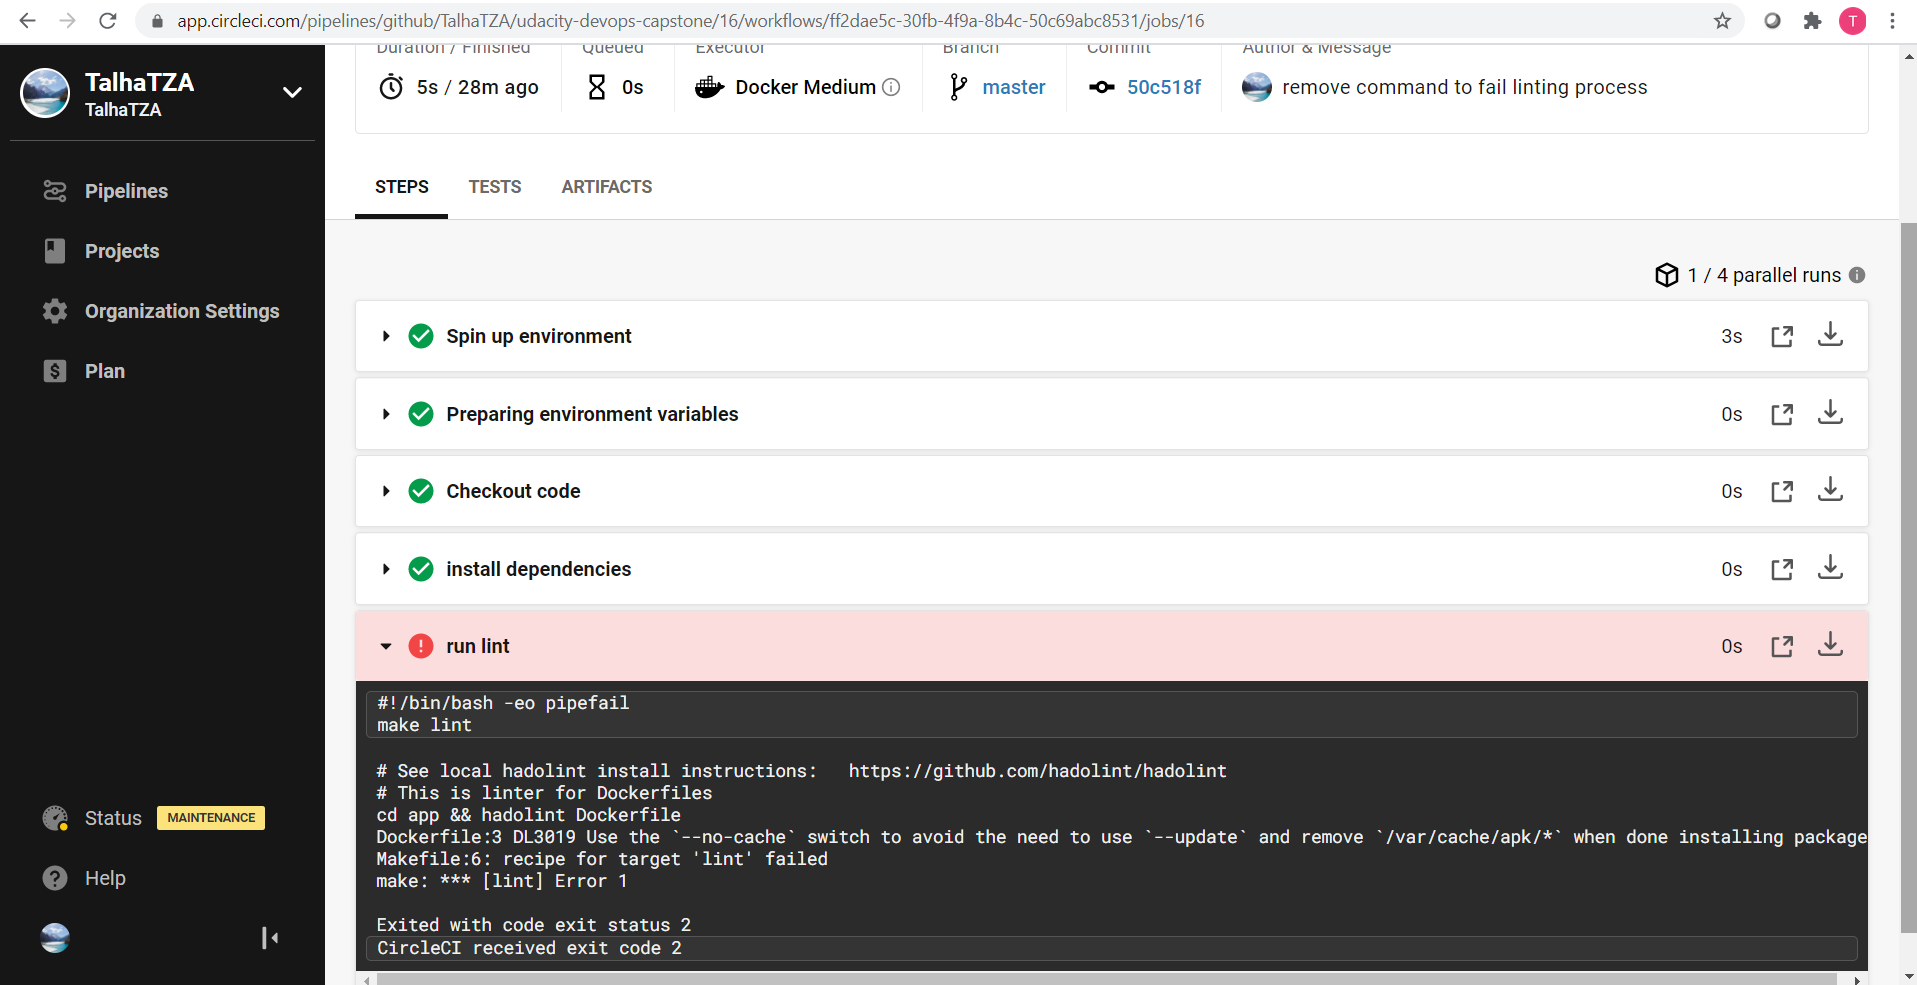 app.circleci.com/pipelines/github/TalhaTZA/udacity-devops-capstone/16/workflows/ff2dae5c-30fb-4f9a-8b4c-50c69abc8531/jobs/16
T
TalhaTZA
TalhaTZA
Pipelines
Projects
Organization Settings
Plan
Status MAINTENANCE
Help
Duration / Finished Queued Executor Branch Commit Author & Message
5s / 28m ago 0s Docker Medium master 50c518f remove command to fail linting process
STEPS TESTS ARTIFACTS
1 / 4 parallel runs
Spin up environment 3s
Preparing environment variables 0s
Checkout code 0s
install dependencies 0s
run lint 0s
#!/bin/bash -eo pipefail
make lint
# See local hadolint install instructions:   https://github.com/hadolint/hadolint
# This is linter for Dockerfiles
cd app && hadolint Dockerfile
Dockerfile:3 DL3019 Use the `--no-cache` switch to avoid the need to use `--update` and remove `/var/cache/apk/*` when done installing package
Makefile:6: recipe for target 'lint' failed
make: *** [lint] Error 1
Exited with code exit status 2
CircleCI received exit code 2